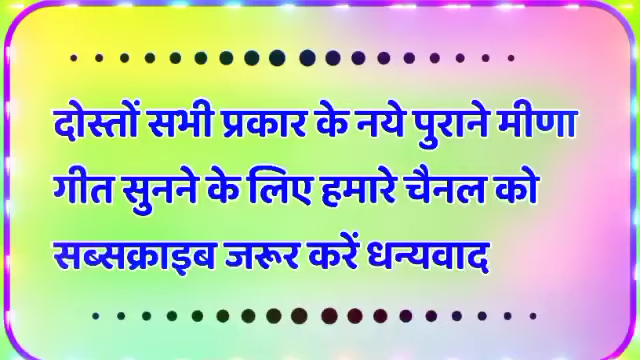 दोस्तों सभी प्रकार के नये पुराने मीणा
गीत सुनने के लिए हमारे चैनल को
सब्सक्राइब जरूर करें धन्यवाद